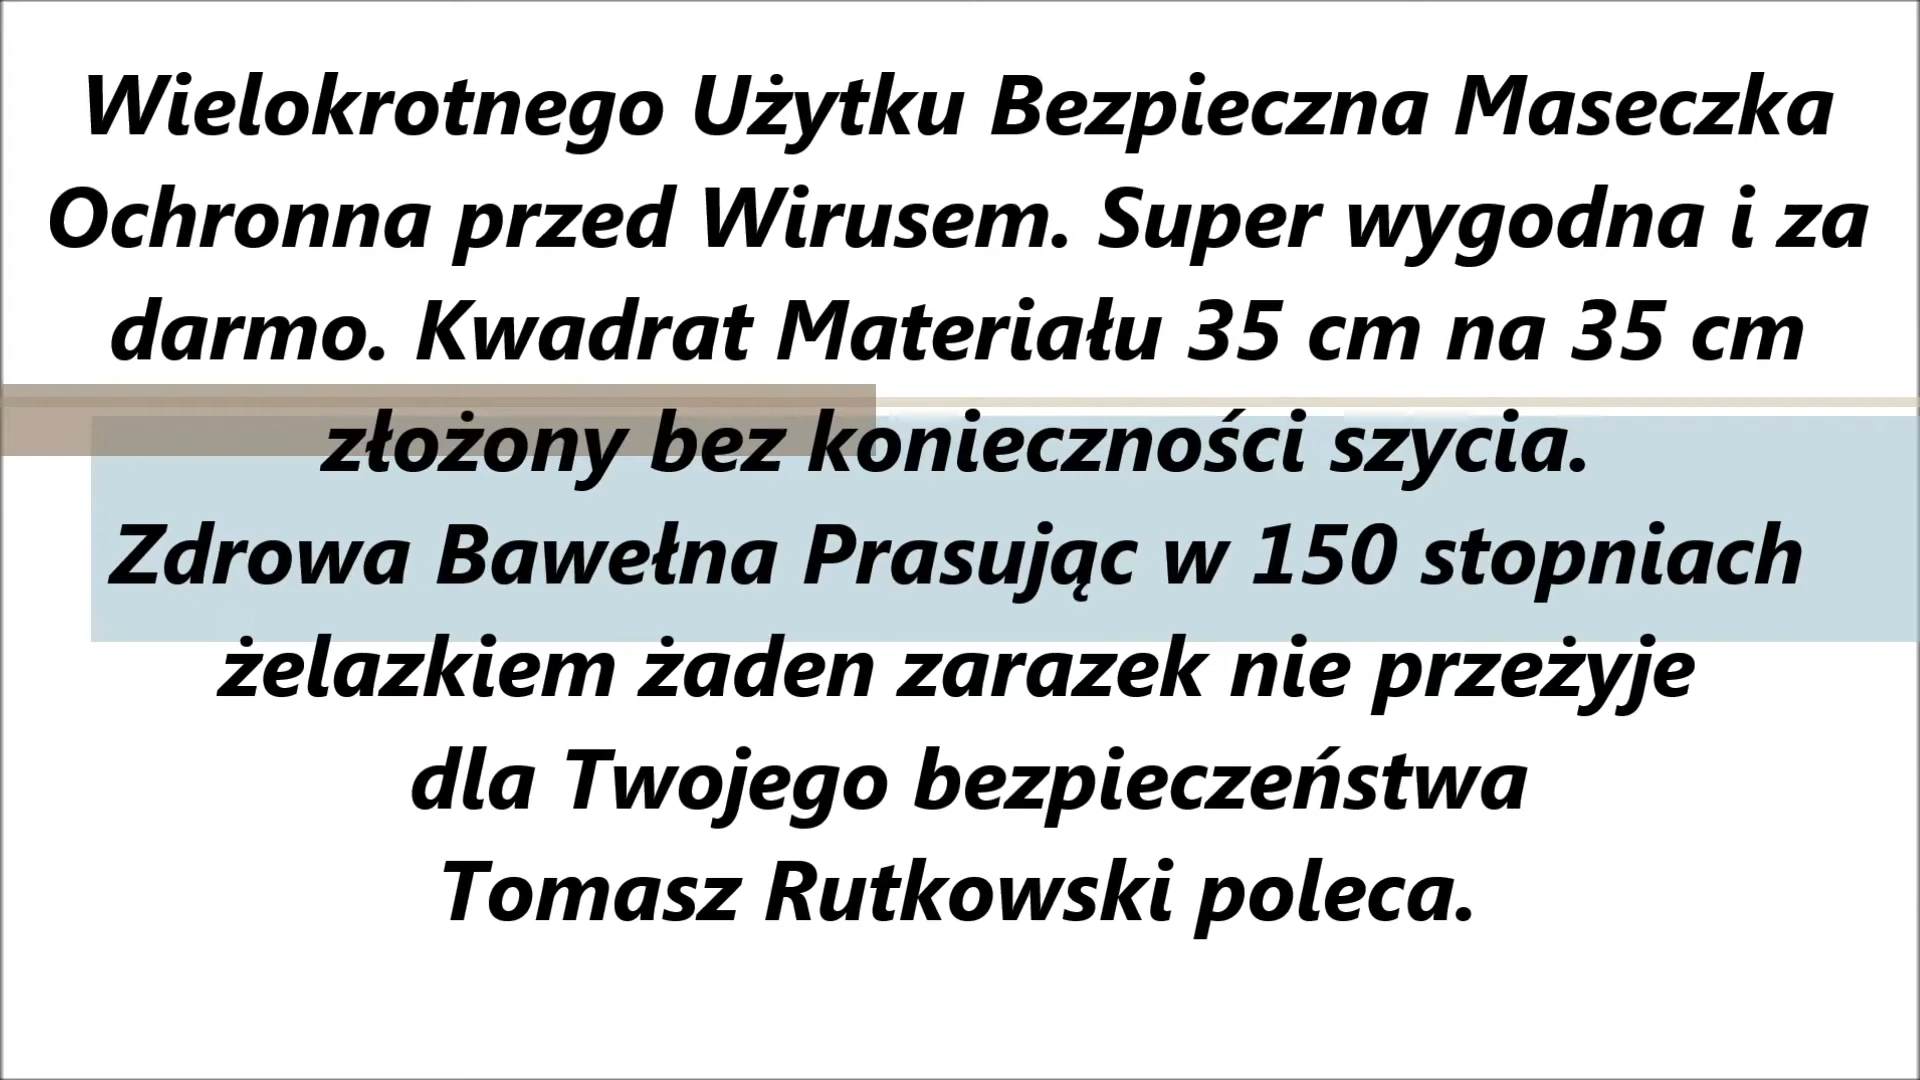 Wielokrotnego Użytku Bezpieczna Maseczka
Ochronna przed Wirusem. Super wygodna i za
darmo. Kwadrat Materiału 35 cm na 35 cm
złożony bez konieczności szycia.
Zdrowa Bawełna Prasując w 150 stopniach
żelazkiem żaden zarazek nie przeżyje
dla Twojego bezpieczeństwa
Tomasz Rutkowski poleca.